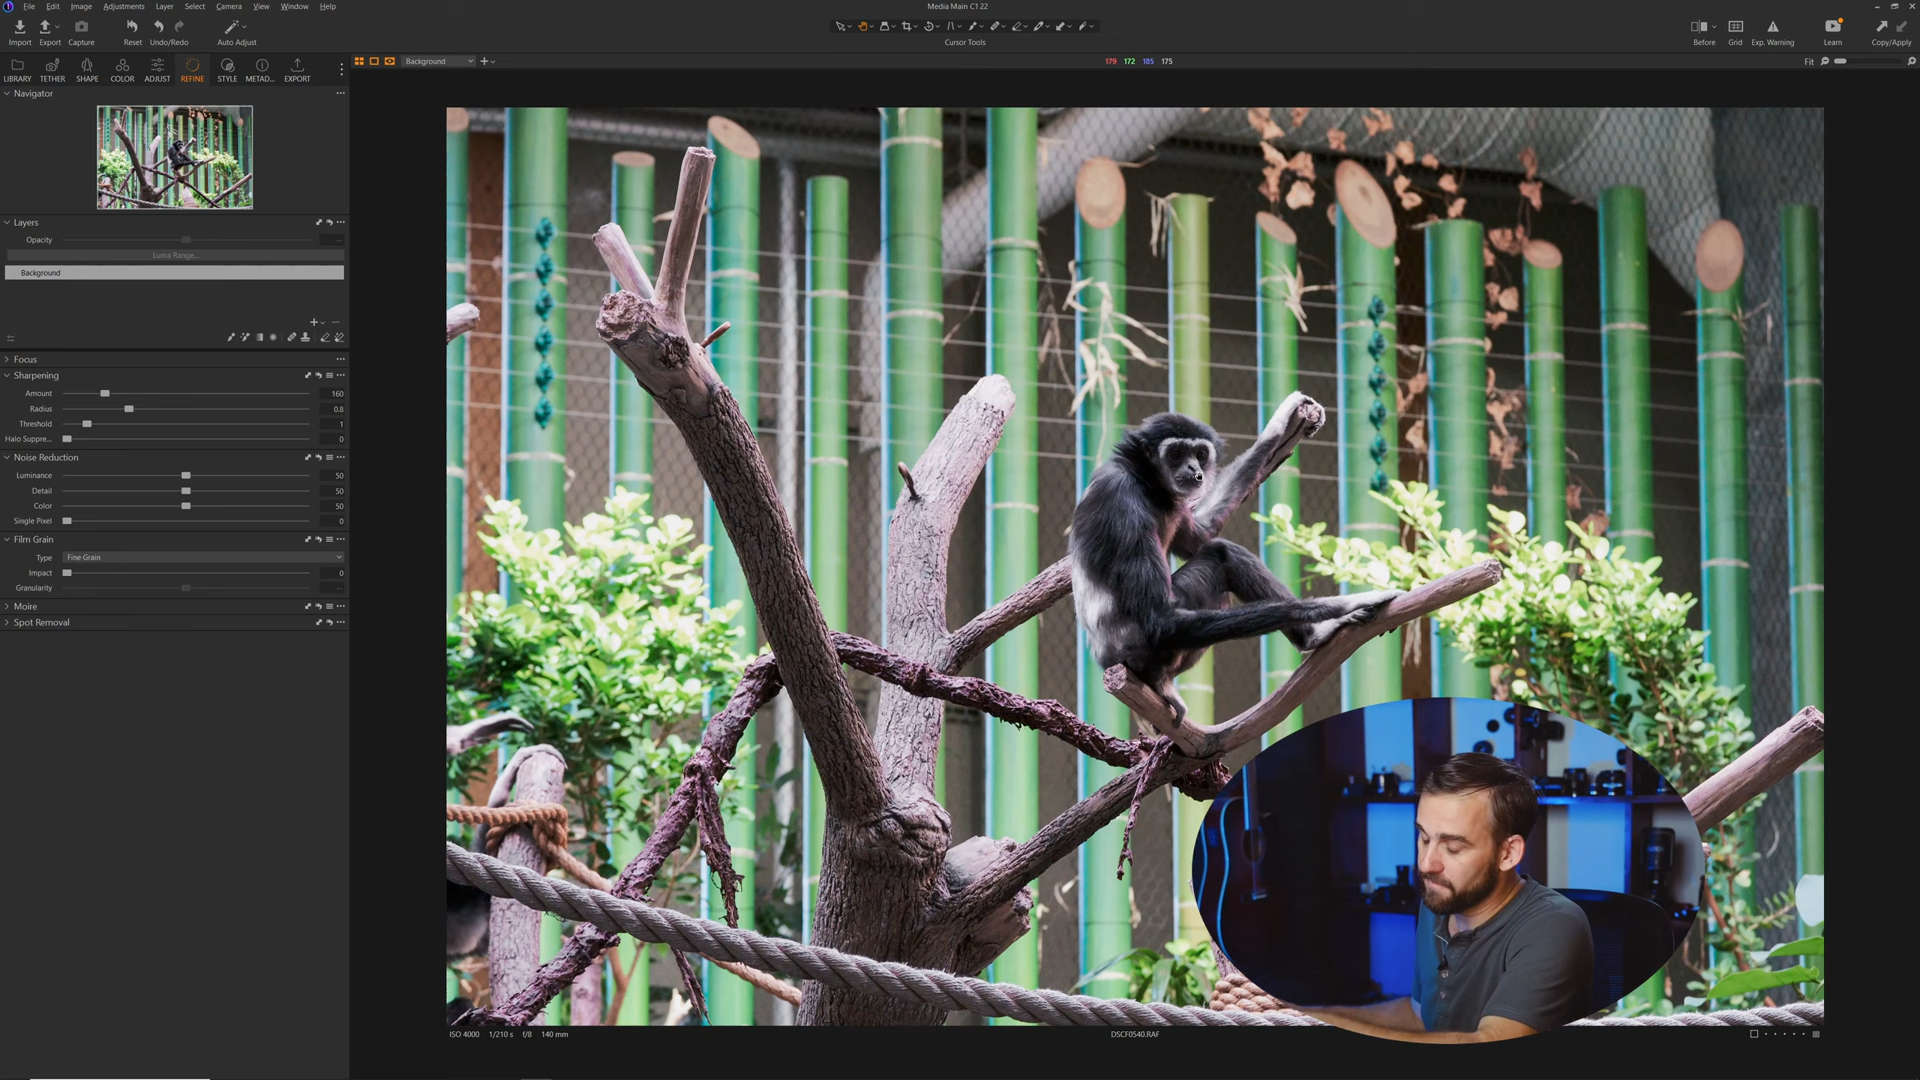 File Edit Image Adjustments Layer Select Camera View Window Help
Media Main C1 22
Import Export Capture Reset Undo/Redo Auto Adjust
Cursor Tools
Before Grid Exp. Warning Learn Copy/Apply
LIBRARY TETHER SHAPE COLOR ADJUST REFINE STYLE METAD... EXPORT
Background
179 172 185 175
Fit
Navigator
Layers
Opacity
Luma Range...
Background
Focus
Sharpening
Amount 160
Radius 0.8
Threshold 1
Halo Suppre... 0
Noise Reduction
Luminance 50
Detail 50
Color 50
Single Pixel 0
Film Grain
Type Fine Grain
Impact 0
Granularity
Moire
Spot Removal
ISO 4000 1/210 s f/8 140 mm
DSCF0540.RAF